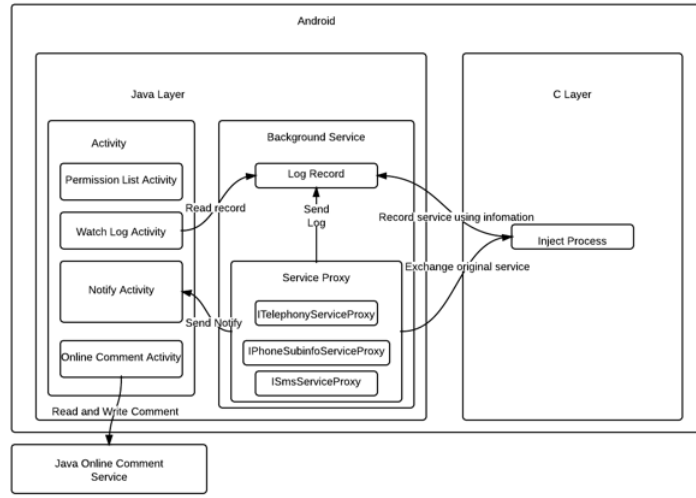 Android
Java Layer
C Layer
Activity
Background Service
Permission List Activity
Log Record
Read record
Send
Log
Record service using infomation
Watch Log Activity
Inject Process
Exchange original service
Service Proxy
Notify Activity
ITelephonyServiceProxy
Send Notify
IPhoneSubinfoServiceProxy
Online Comment Activity
ISmsServiceProxy
Read and Write Comment
Java Online Comment
Service